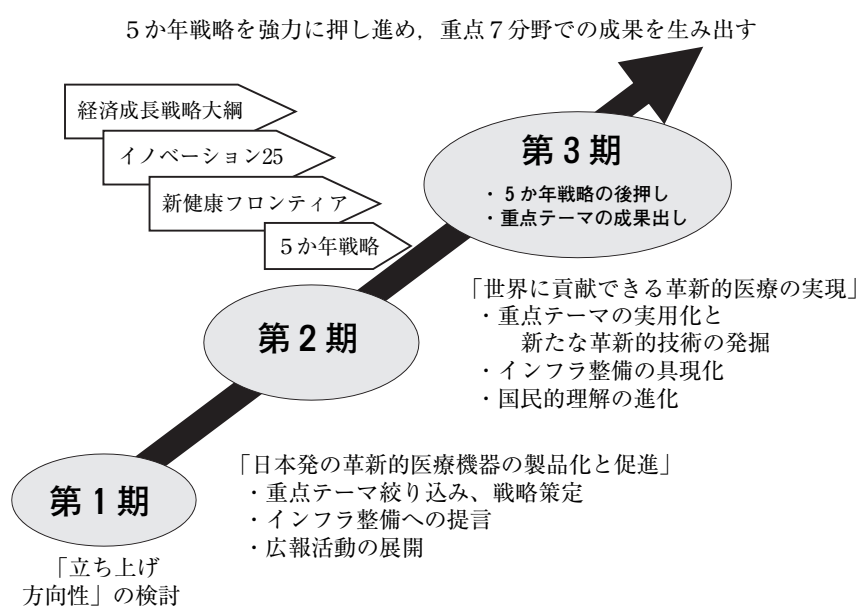 5か年戦略を強力に押し進め，重点7分野での成果を生み出す
経済成長戦略大綱
イノベーション25
新健康フロンティア
5か年戦略
第3期
・5か年戦略の後押し
・重点テーマの成果出し
「世界に貢献できる革新的医療の実現」
・重点テーマの実用化と
新たな革新的技術の発掘
・インフラ整備の具現化
・国民的理解の進化
第2期
「日本発の革新的医療機器の製品化と促進」
・重点テーマ絞り込み、戦略策定
・インフラ整備への提言
・広報活動の展開
第1期
「立ち上げ
方向性」の検討